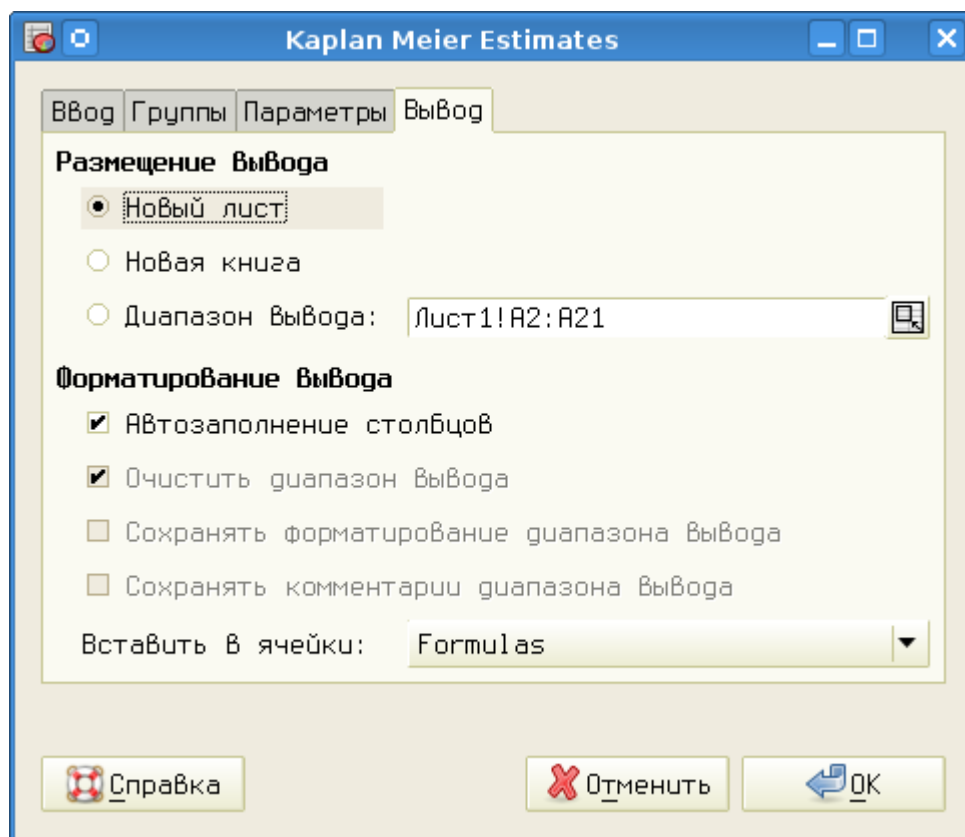 Kaplan Meier Estimates
Ввод Группы Параметры Вывод
Размещение вывода
Новый лист
Новая книга
Диапазон вывода: Лист1!A2:A21
Форматирование вывода
Автозаполнение столбцов
Очистить диапазон вывода
Сохранять форматирование диапазона вывода
Сохранять комментарии диапазона вывода
Вставить в ячейки: Formulas
Справка Отменить OK